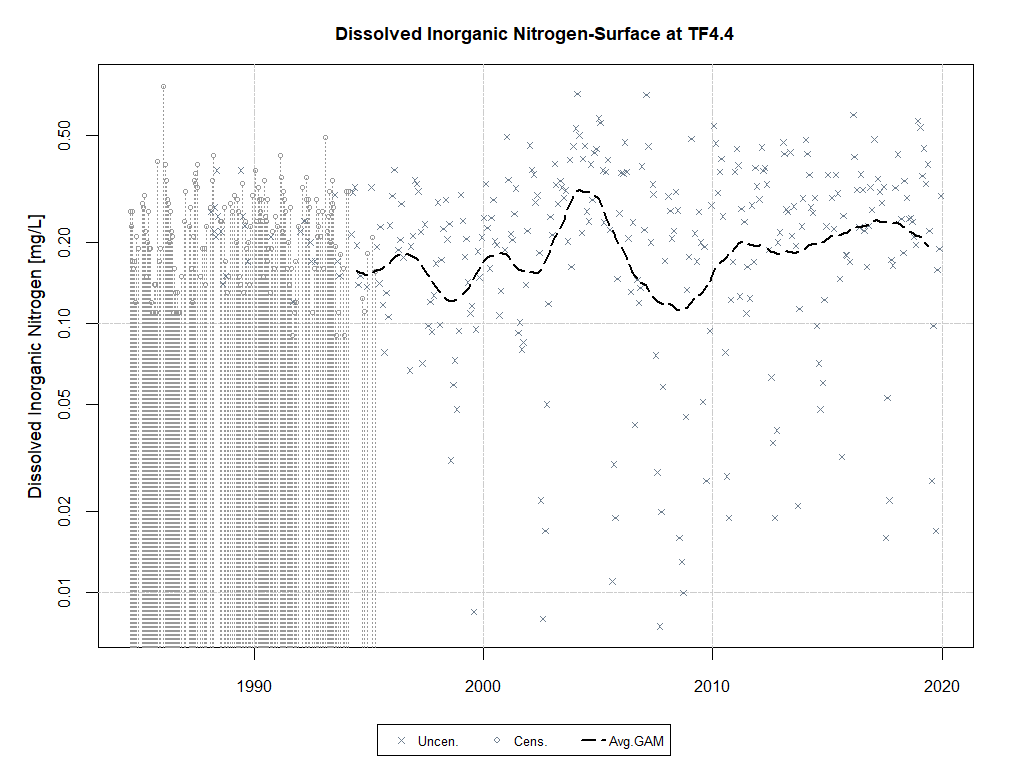 Dissolved Inorganic Nitrogen-Surface at TF4.4
Dissolved Inorganic Nitrogen [mg/L]
0.50
0.20
0.10
0.05
0.02
0.01
1990
2000
2010
2020
Uncen.
Cens.
Avg.GAM